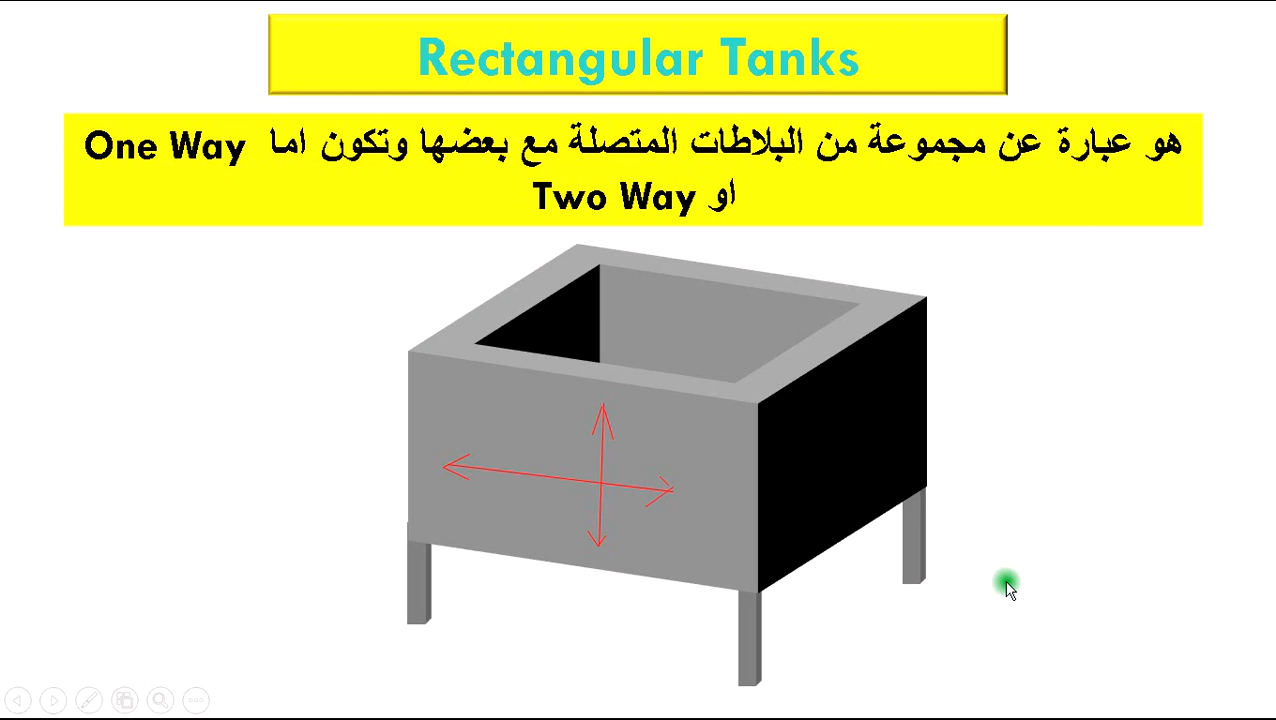 Rectangular Tanks
هو عبارة عن مجموعة من البلاطات المتصلة مع بعضها وتكون اما One Way
او Two Way